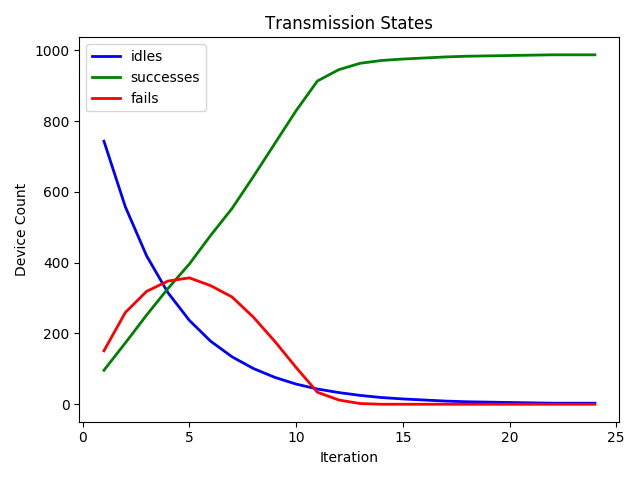 Transmission States
idles
successes
fails
Device Count
1000
800
600
400
200
0
0 5 10 15 20 25
Iteration